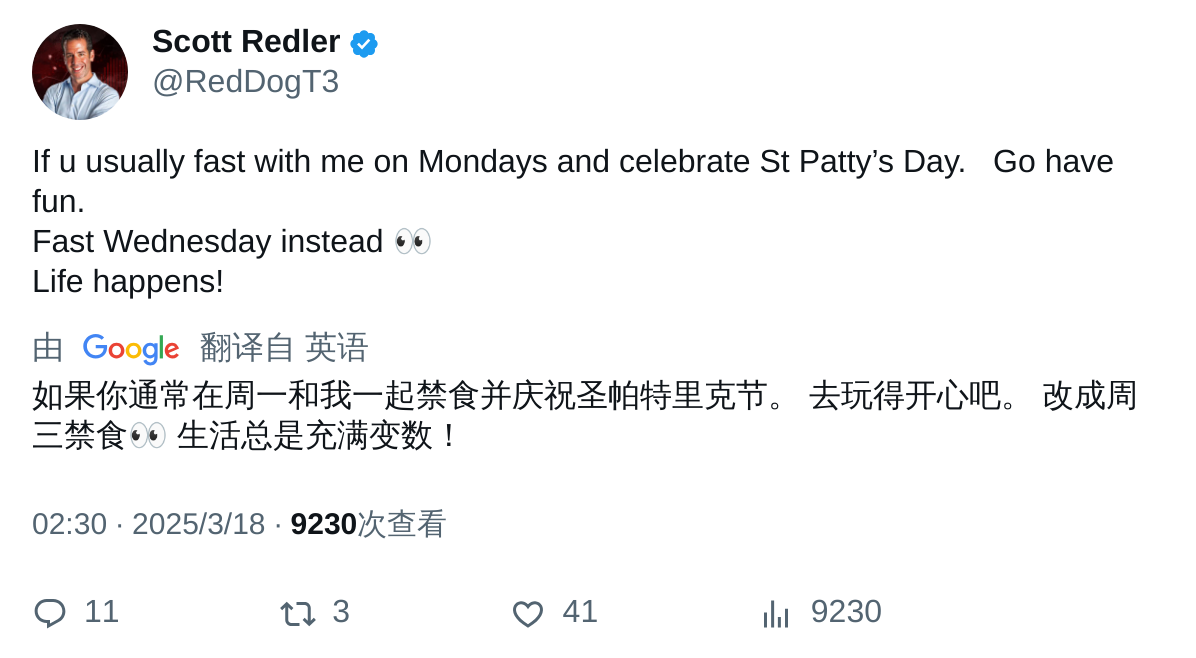 Scott Redler
@RedDogT3
If u usually fast with me on Mondays and celebrate St Patty’s Day.   Go have
fun.
Fast Wednesday instead 👀
Life happens!
由 Google 翻译自 英语
如果你通常在周一和我一起禁食并庆祝圣帕特里克节。 去玩得开心吧。 改成周
三禁食👀 生活总是充满变数！
02:30 · 2025/3/18 · 9230次查看
11 3 41 9230